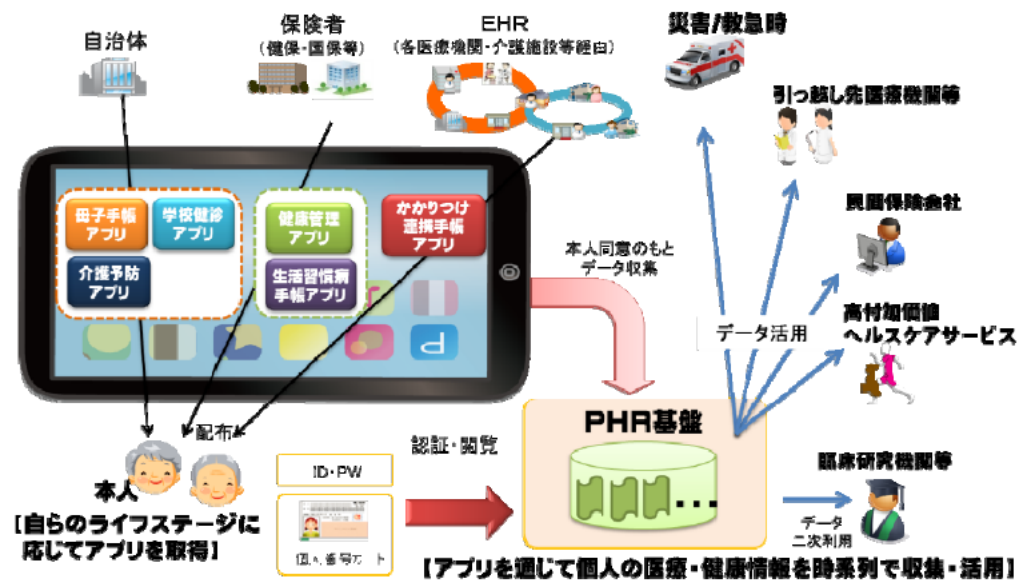 自治体
保険者
（健保・国保等）
EHR
（各医療機関・介護施設等経由）
災害/救急時
引っ越し先医療機関等
民間保険会社
高付加価値
ヘルスケアサービス
母子手帳
アプリ
学校健診
アプリ
介護予防
アプリ
健康管理
アプリ
生活習慣病
手帳アプリ
かかりつけ
連携手帳
アプリ
本人同意のもと
データ収集
データ活用
配布
本人
【自らのライフステージに
応じてアプリを取得】
認証・閲覧
ID・PW
個人番号カード
PHR基盤
...
臨床研究機関等
データ
二次利用
【アプリを通じて個人の医療・健康情報を時系列で収集・活用】